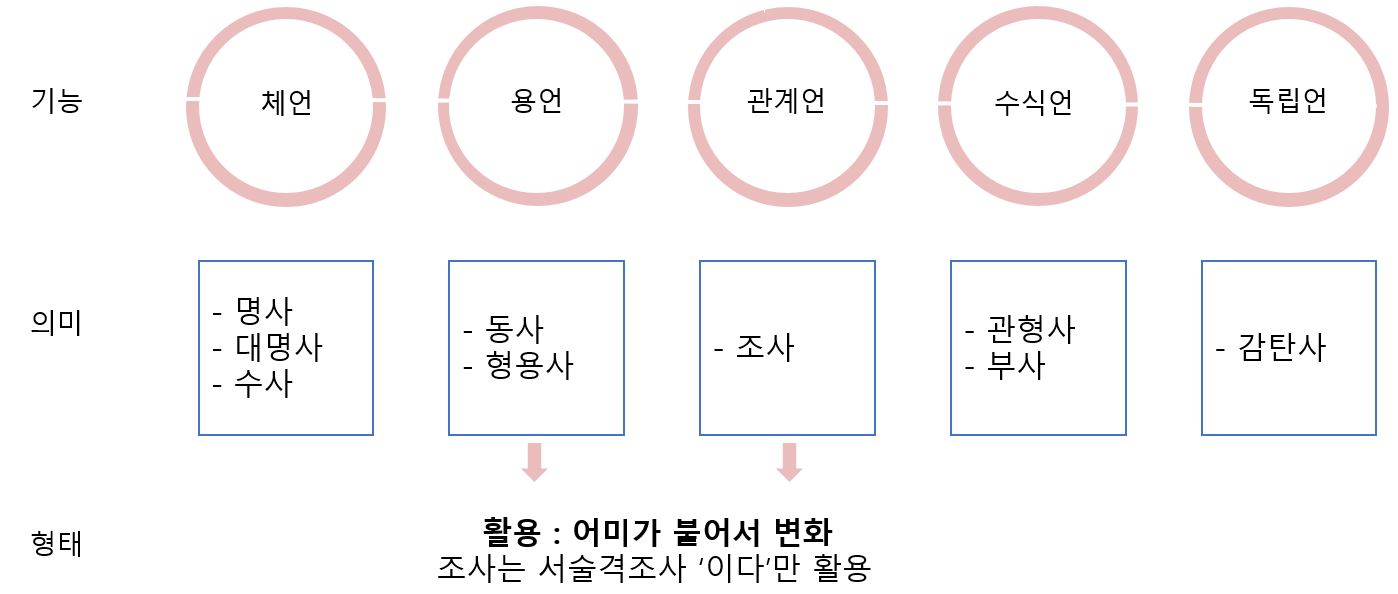 기능
체언
용언
관계언
수식언
독립언
의미
- 명사
- 대명사
- 수사
- 동사
- 형용사
- 조사
- 관형사
- 부사
- 감탄사
형태
활용 : 어미가 붙어서 변화
조사는 서술격조사 '이다'만 활용